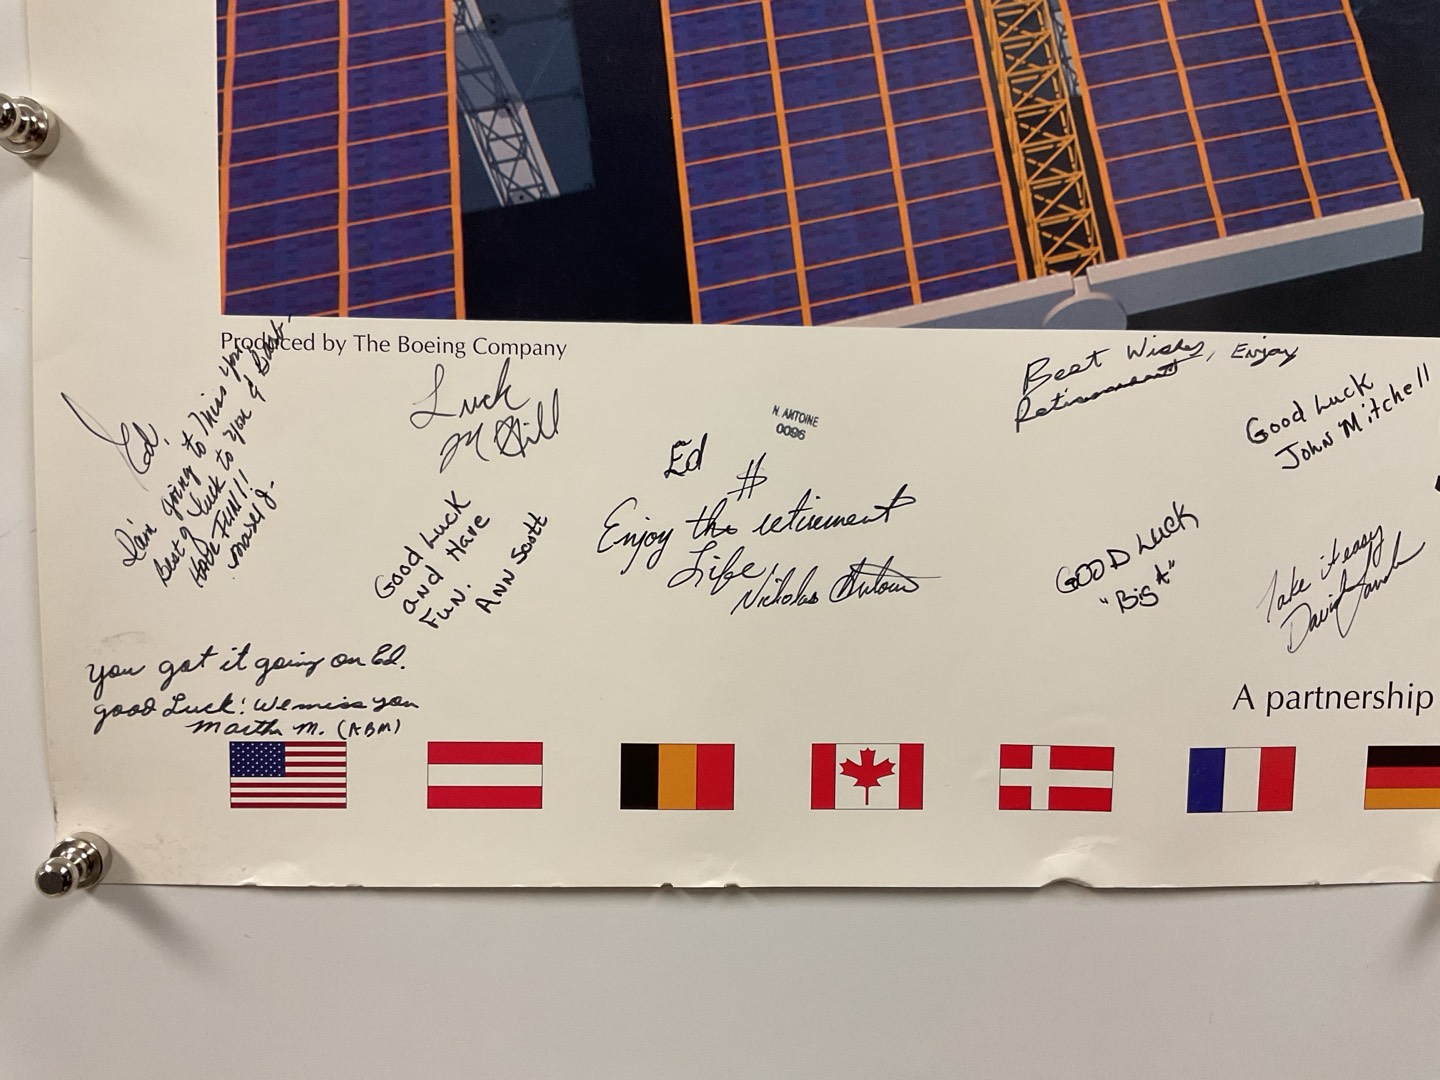 Produced by The Boeing Company
Ed,
I'm going to miss you.
Best of Luck to you & Barb.
Have FUN!!
Luck
M Hill
Good Luck
and Have
Fun.
Ann Scott
N. ANTOINE
0096
Ed
Enjoy the retirement
Life,
Nicholas Antoine
Best Wishes, Enjoy
Retirement
Good Luck
John Mitchell
GOOD LUCK
"Big A"
Take it easy
David
You got it going on Ed.
good Luck! We miss you
Martha M. (ABM)
A partnership